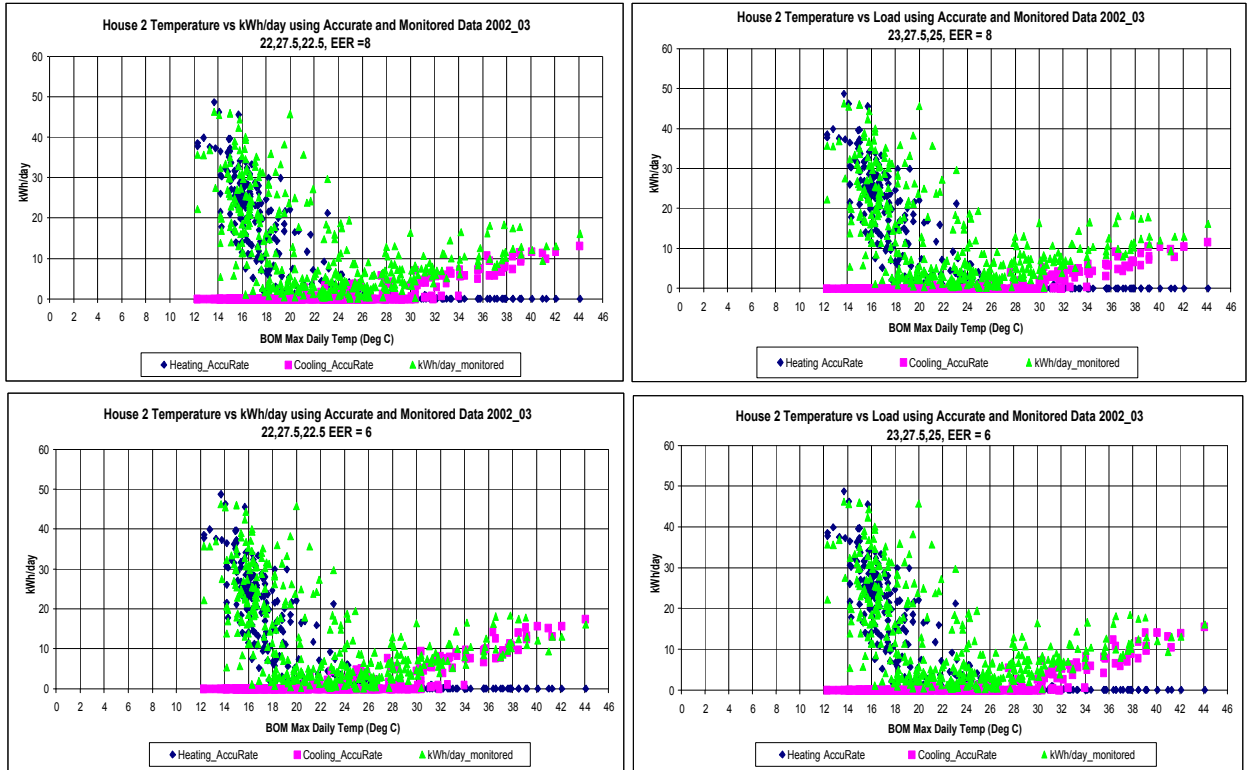 House 2 Temperature vs kWh/day using Accurate and Monitored Data 2002_03
22,27.5,22.5, EER =8
60
50
40
30
20
10
0
kWh/day
0 2 4 6 8 10 12 14 16 18 20 22 24 26 28 30 32 34 36 38 40 42 44 46
BOM Max Daily Temp (Deg C)
Heating_AccuRate Cooling_AccuRate kWh/day_monitored
House 2 Temperature vs Load using Accurate and Monitored Data 2002_03
23,27.5,25, EER = 8
60
50
40
30
20
10
0
kWh/day
0 2 4 6 8 10 12 14 16 18 20 22 24 26 28 30 32 34 36 38 40 42 44 46
BOM Max Daily Temp (Deg C)
Heating AccuRate Cooling_AccuRate kWh/day_monitored
House 2 Temperature vs kWh/day using Accurate and Monitored Data 2002_03
22,27.5,22.5 EER = 6
60
50
40
30
20
10
0
kWh/day
0 2 4 6 8 10 12 14 16 18 20 22 24 26 28 30 32 34 36 38 40 42 44 46
BOM Max Daily Temp (Deg C)
Heating_AccuRate Cooling_AccuRate kWh/day_monitored
House 2 Temperature vs Load using Accurate and Monitored Data 2002_03
23,27.5,25, EER = 6
60
50
40
30
20
10
0
kWh/day
0 2 4 6 8 10 12 14 16 18 20 22 24 26 28 30 32 34 36 38 40 42 44 46
BOM Max Daily Temp (Deg C)
Heating_AccuRate Cooling_AccuRate kWh/day_monitored